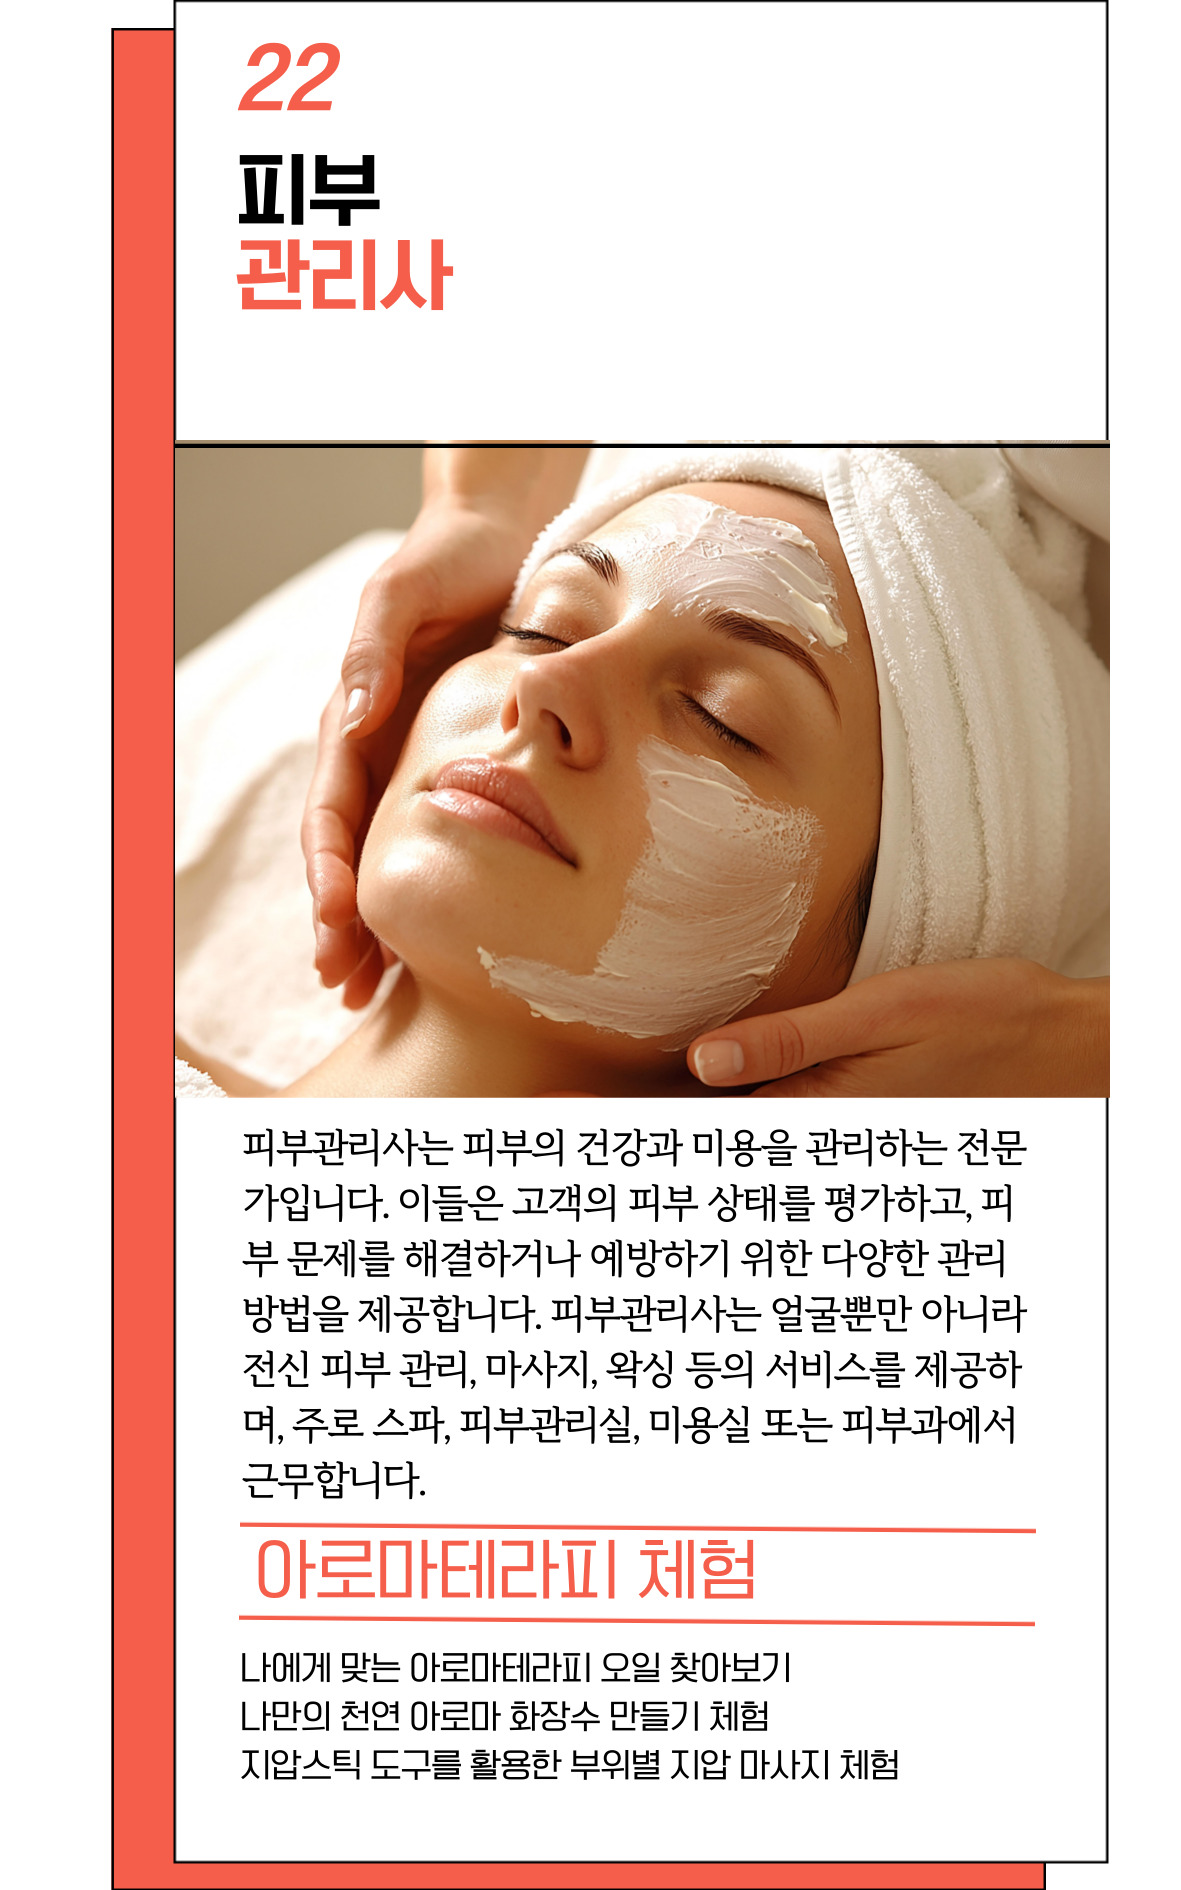 22
피부
관리사
피부관리사는 피부의 건강과 미용을 관리하는 전문
가입니다. 이들은 고객의 피부 상태를 평가하고, 피
부 문제를 해결하거나 예방하기 위한 다양한 관리
방법을 제공합니다. 피부관리사는 얼굴뿐만 아니라
전신 피부 관리, 마사지, 왁싱 등의 서비스를 제공하
며, 주로 스파, 피부관리실, 미용실 또는 피부과에서
근무합니다.
아로마테라피 체험
나에게 맞는 아로마테라피 오일 찾아보기
나만의 천연 아로마 화장수 만들기 체험
지압스틱 도구를 활용한 부위별 지압 마사지 체험